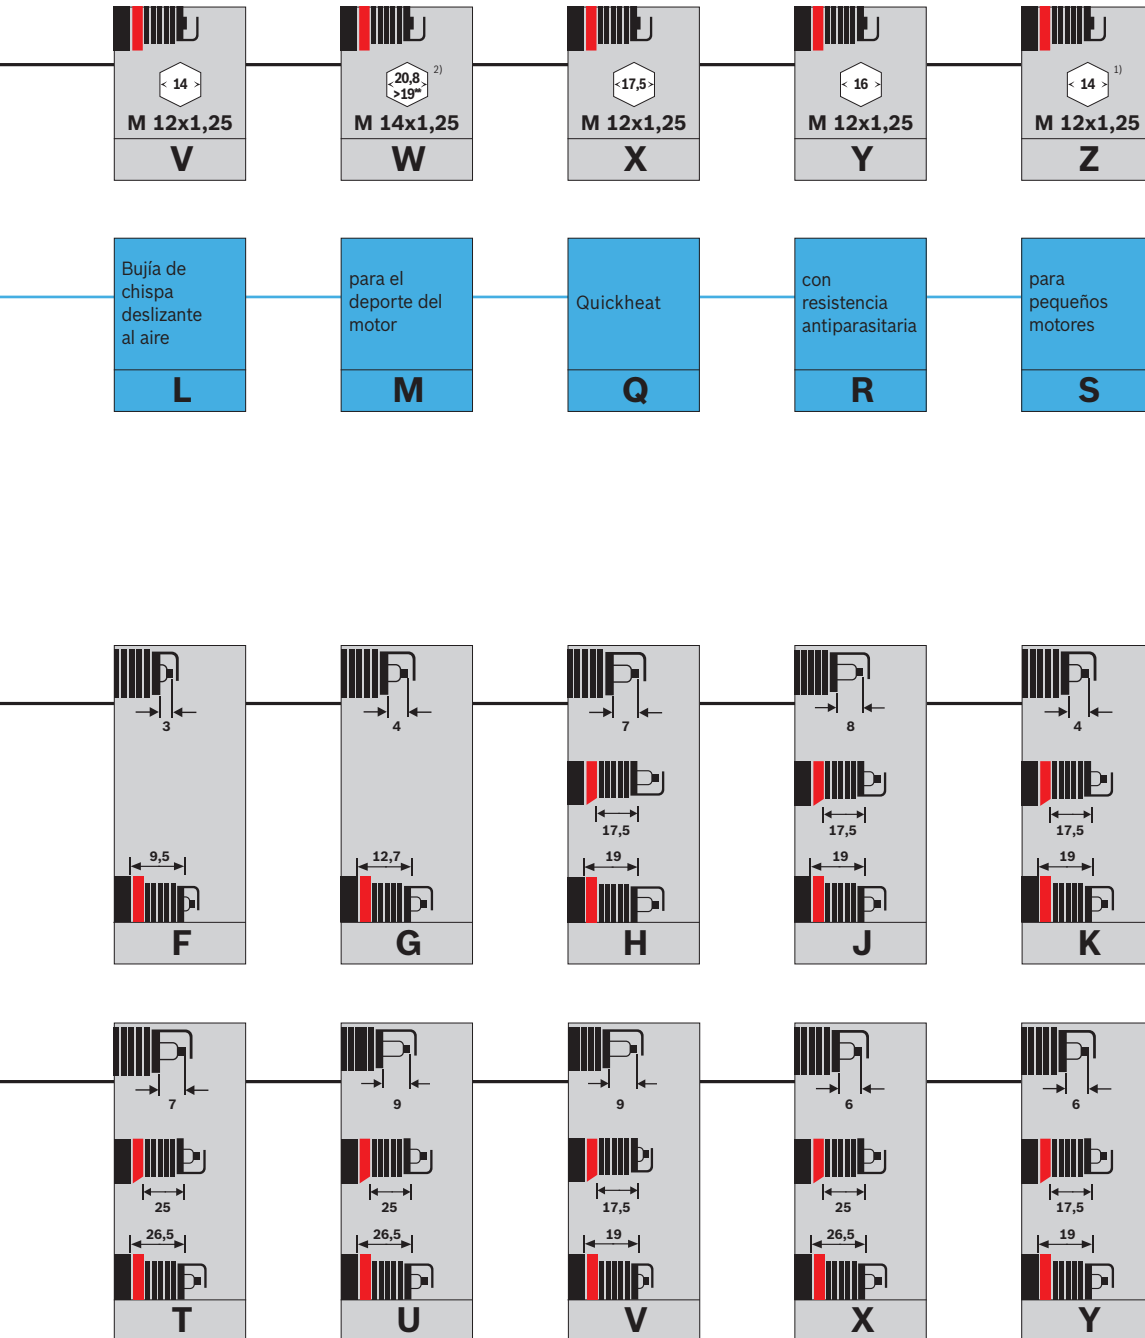 14
M 12x1,25
V
20,8
>19**
2)
M 14x1,25
W
17,5
M 12x1,25
X
16
M 12x1,25
Y
14
1)
M 12x1,25
Z
Bujía de
chispa
deslizante
al aire
L
para el
deporte del
motor
M
Quickheat
Q
con
resistencia
antiparasitaria
R
para
pequeños
motores
S
3
9,5
F
4
12,7
G
7
17,5
19
H
8
17,5
19
J
4
17,5
19
K
7
25
26,5
T
9
25
26,5
U
9
17,5
19
V
6
25
26,5
X
6
17,5
19
Y